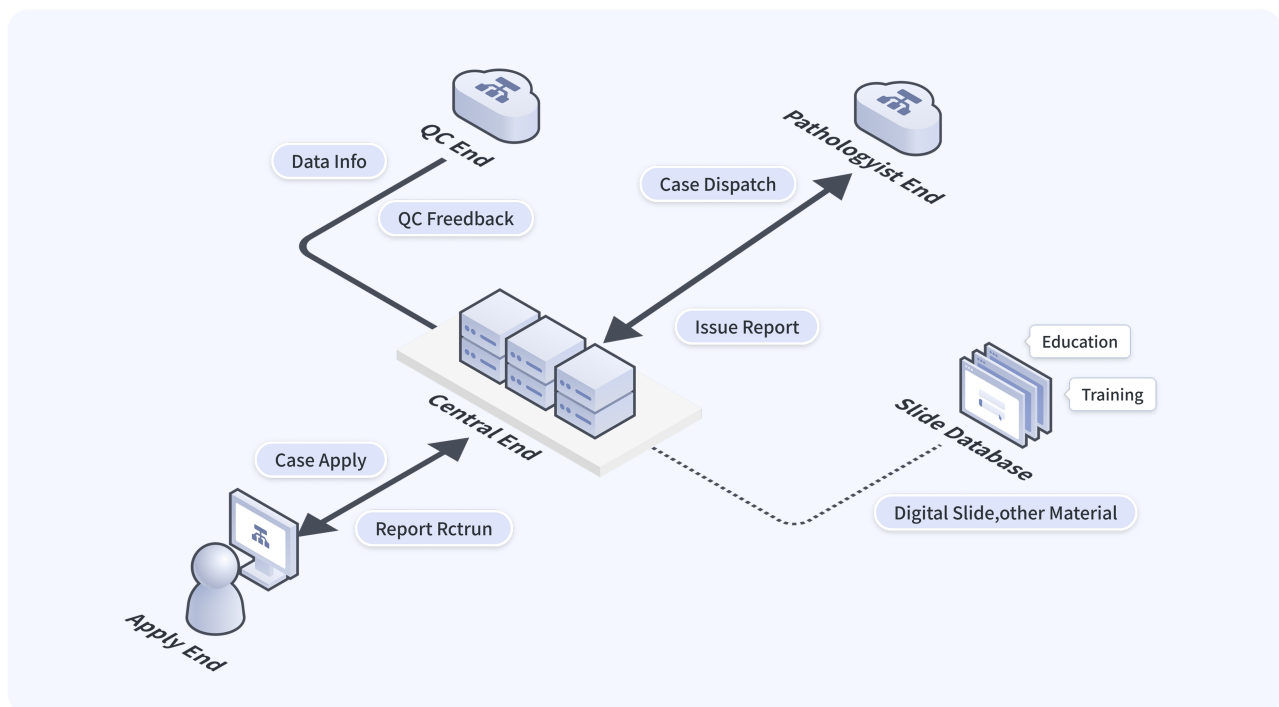 QC End
Data Info
QC Freedback
Pathologyist End
Case Dispatch
Issue Report
Education
Training
Slide Database
Digital Slide,other Material
Central End
Case Apply
Report Rctrun
Apply End